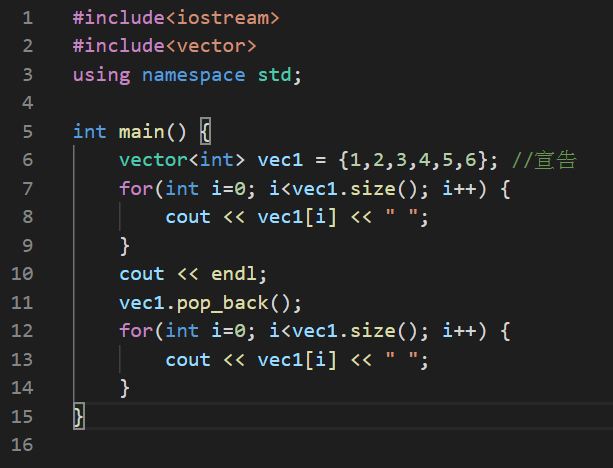 1 #include<iostream>
2 #include<vector>
3 using namespace std;
4
5 int main() {
6     vector<int> vec1 = {1,2,3,4,5,6}; //宣告
7     for(int i=0; i<vec1.size(); i++) {
8         cout << vec1[i] << " ";
9     }
10     cout << endl;
11     vec1.pop_back();
12     for(int i=0; i<vec1.size(); i++) {
13         cout << vec1[i] << " ";
14     }
15 }
16